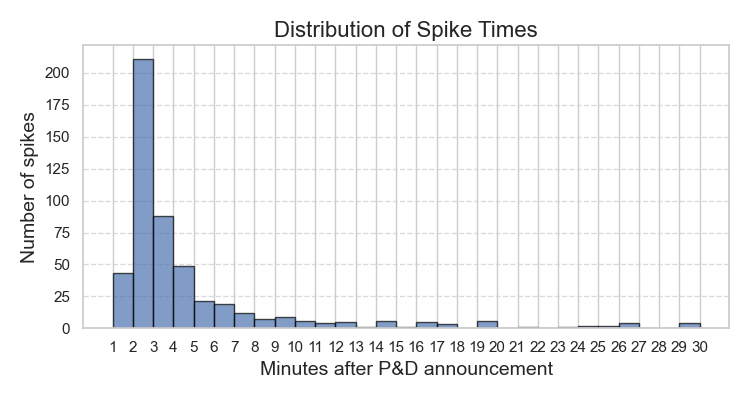 Distribution of Spike Times
Number of spikes
200
175
150
125
100
75
50
25
0
1 2 3 4 5 6 7 8 9 10 11 12 13 14 15 16 17 18 19 20 21 22 23 24 25 26 27 28 29 30
Minutes after P&D announcement